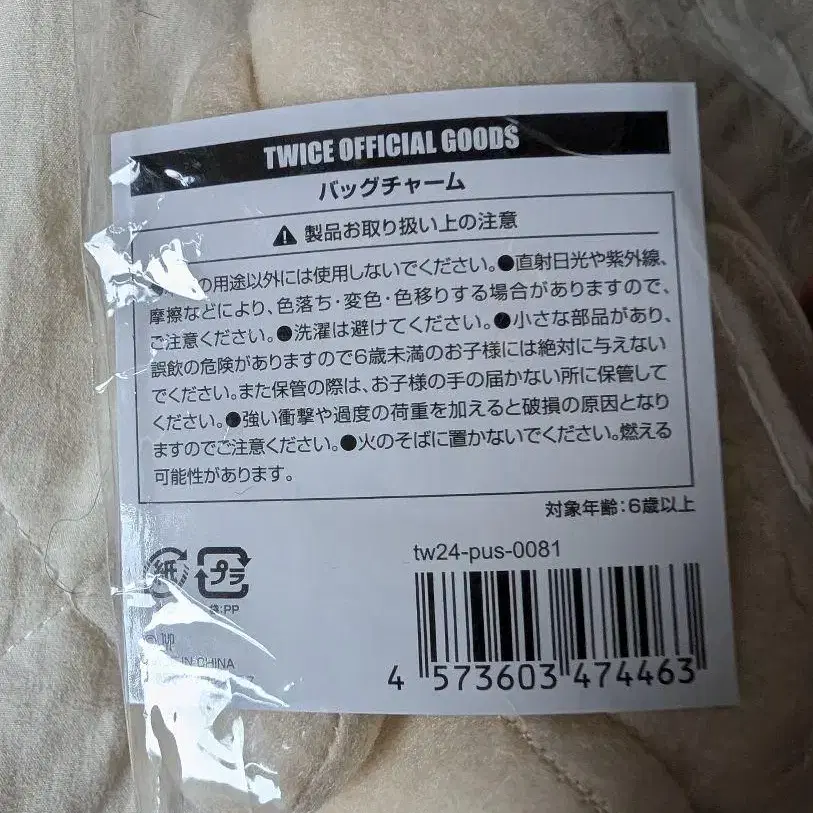 TWICE OFFICIAL GOODS
バッグチャーム
製品お取り扱い上の注意
の用途以外には使用しないでください。●直射日光や紫外線、
摩擦などにより、色落ち・変色・色移りする場合がありますので、
ご注意ください。●洗濯は避けてください。●小さな部品があり、
誤飲の危険がありますので6歳未満のお子様には絶対に与えない
でください。また保管の際は、お子様の手の届かない所に保管して
ください。●強い衝撃や過度の荷重を加えると破損の原因となり
ますのでご注意ください。●火のそばに置かないでください。燃える
可能性があります。
対象年齢:6歳以上
tw24-pus-0081
紙 プラ
袋:PP
IN CHINA
4 573603 474463